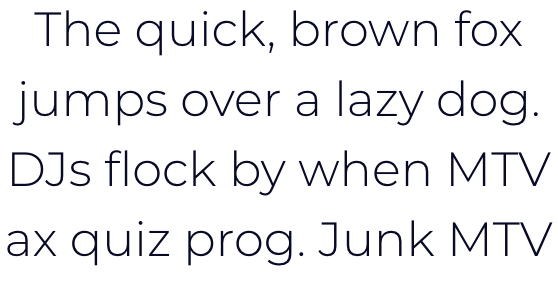 The quick, brown fox
jumps over a lazy dog.
DJs flock by when MTV
ax quiz prog. Junk MTV